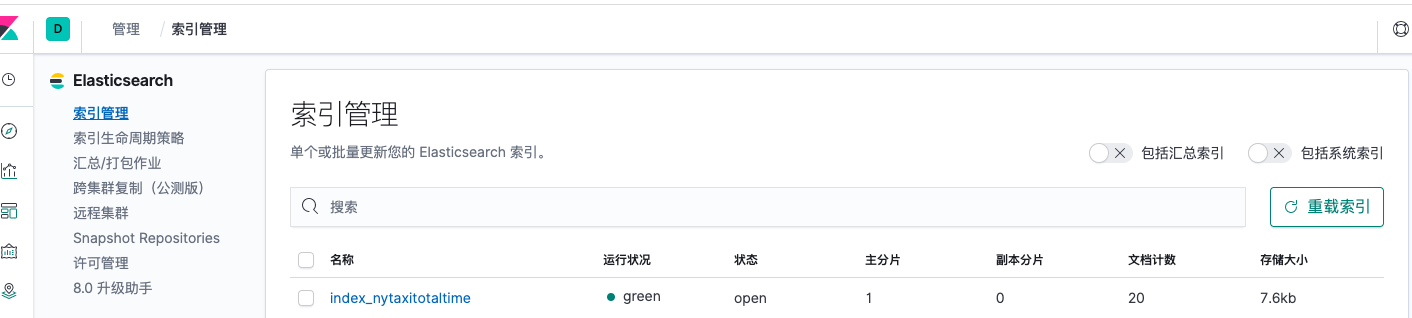 D 管理 / 索引管理
Elasticsearch
索引管理
索引生命周期策略
汇总/打包作业
跨集群复制（公测版）
远程集群
Snapshot Repositories
许可管理
8.0 升级助手
索引管理
单个或批量更新您的 Elasticsearch 索引。
包括汇总索引 包括系统索引
搜索 重载索引
名称 运行状况 状态 主分片 副本分片 文档计数 存储大小
index_nytaxitotaltime green open 1 0 20 7.6kb